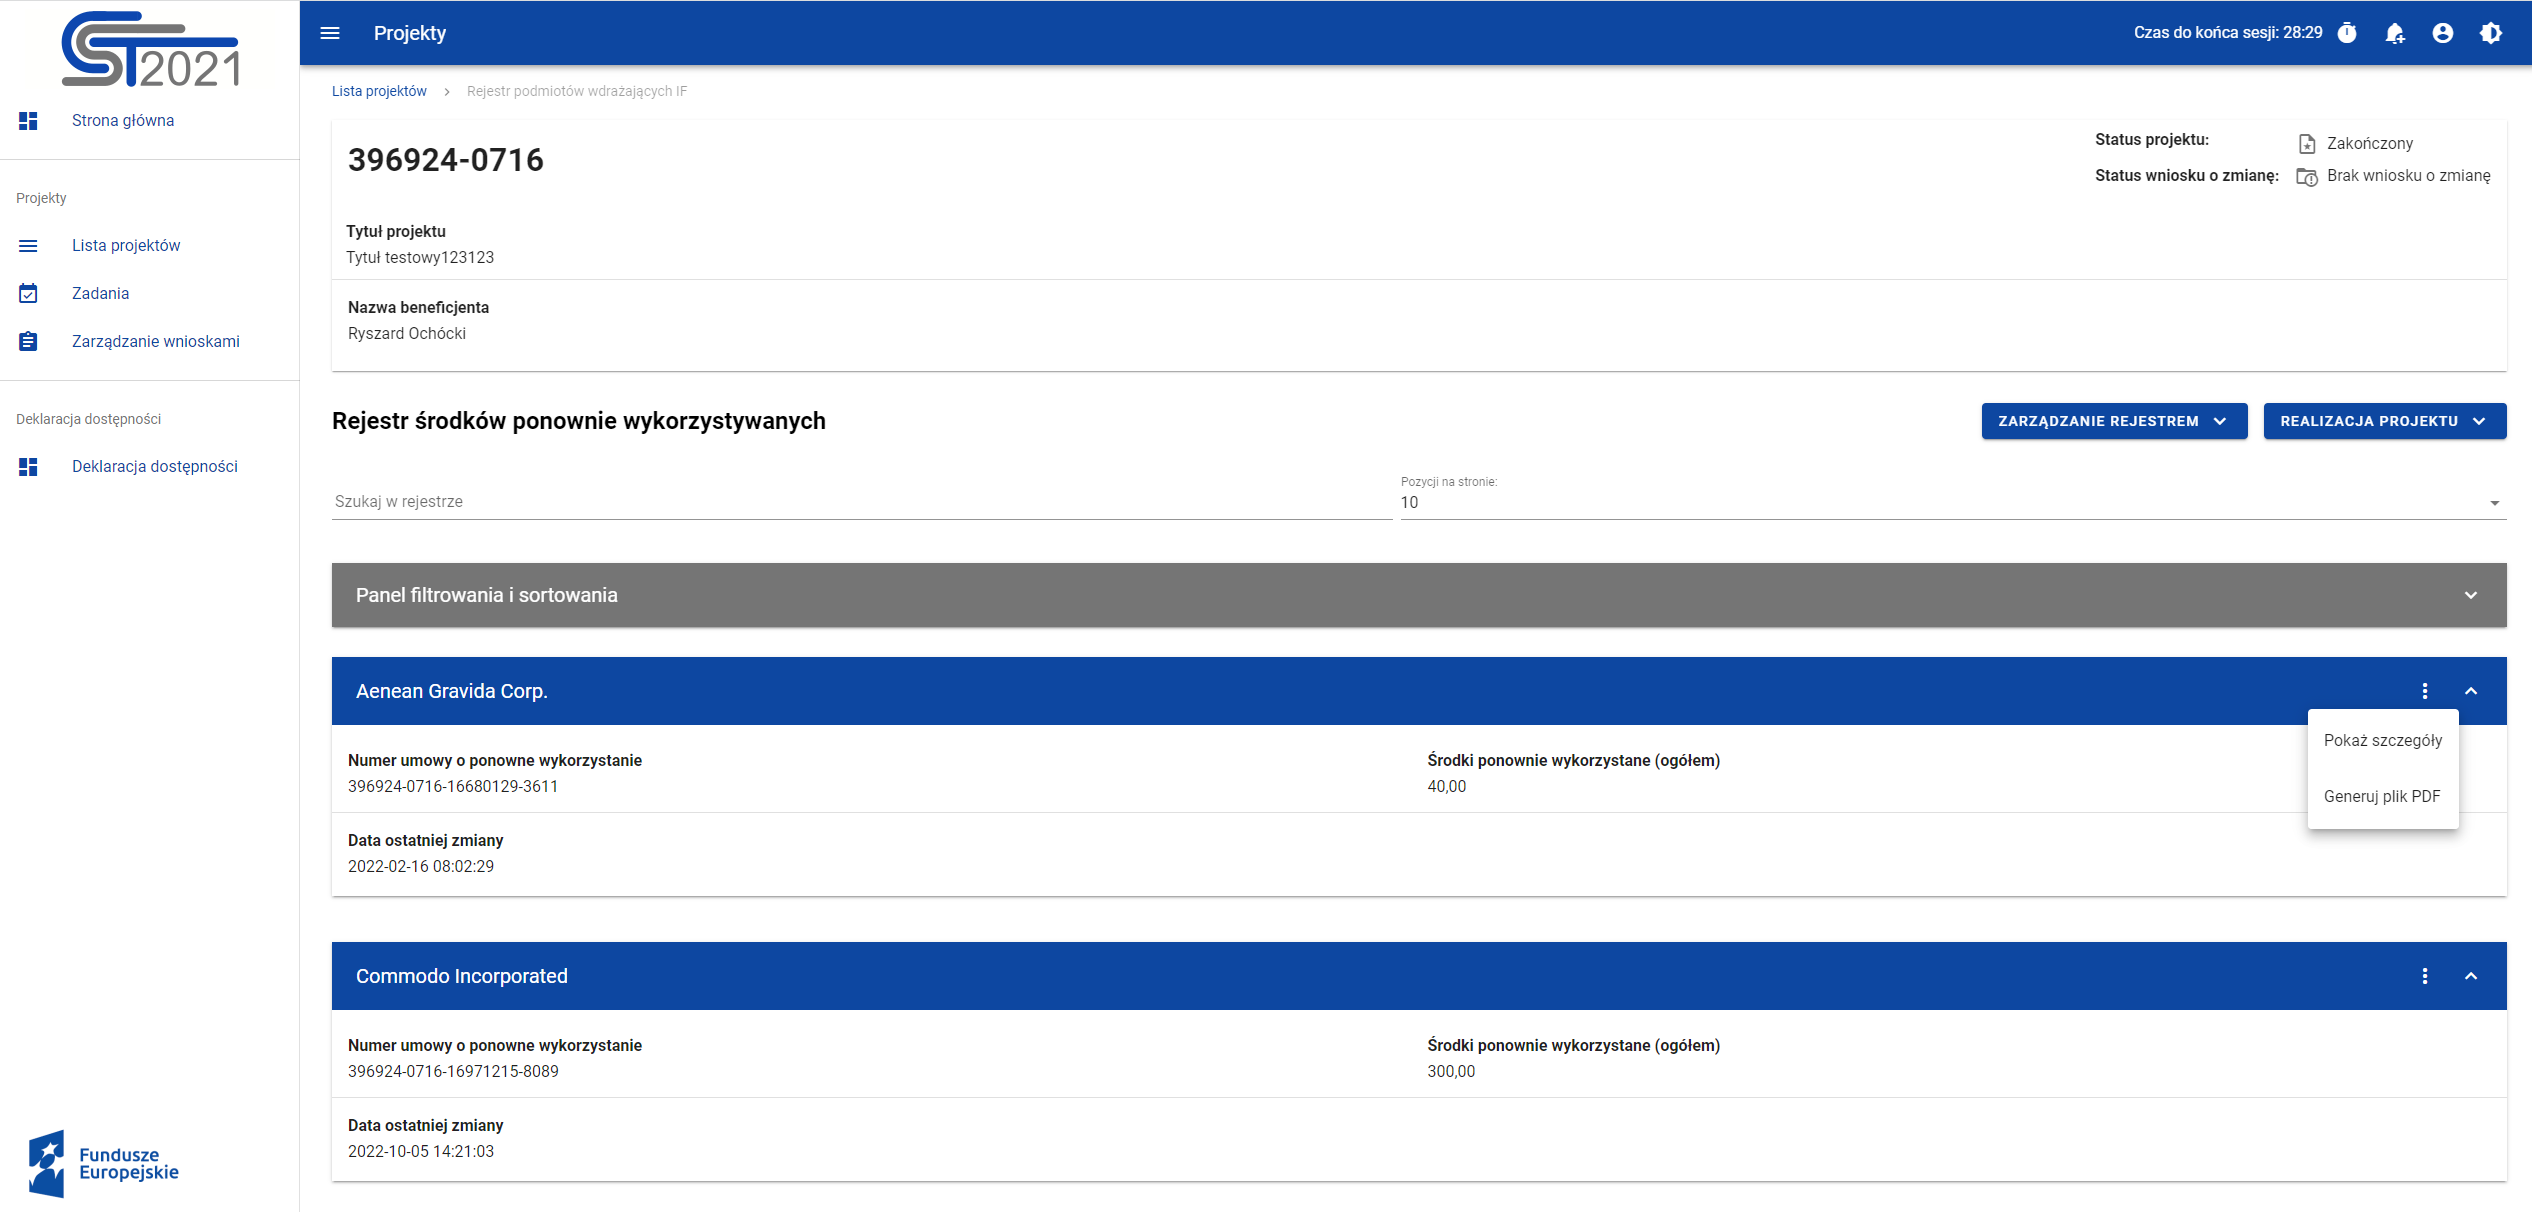 CST2021
Projekty
Czas do końca sesji: 28:29
Strona główna
Projekty
Lista projektów
Zadania
Zarządzanie wnioskami
Deklaracja dostępności
Deklaracja dostępności
Fundusze
Europejskie
Lista projektów > Rejestr podmiotów wdrażających IF
396924-0716
Status projektu: Zakończony
Status wniosku o zmianę: Brak wniosku o zmianę
Tytuł projektu
Tytuł testowy123123
Nazwa beneficjenta
Ryszard Ochócki
Rejestr środków ponownie wykorzystywanych
ZARZĄDZANIE REJESTREM
REALIZACJA PROJEKTU
Szukaj w rejestrze
Pozycji na stronie:
10
Panel filtrowania i sortowania
Aenean Gravida Corp.
Pokaż szczegóły
Generuj plik PDF
Numer umowy o ponowne wykorzystanie
396924-0716-16680129-3611
Środki ponownie wykorzystane (ogółem)
40,00
Data ostatniej zmiany
2022-02-16 08:02:29
Commodo Incorporated
Numer umowy o ponowne wykorzystanie
396924-0716-16971215-8089
Środki ponownie wykorzystane (ogółem)
300,00
Data ostatniej zmiany
2022-10-05 14:21:03